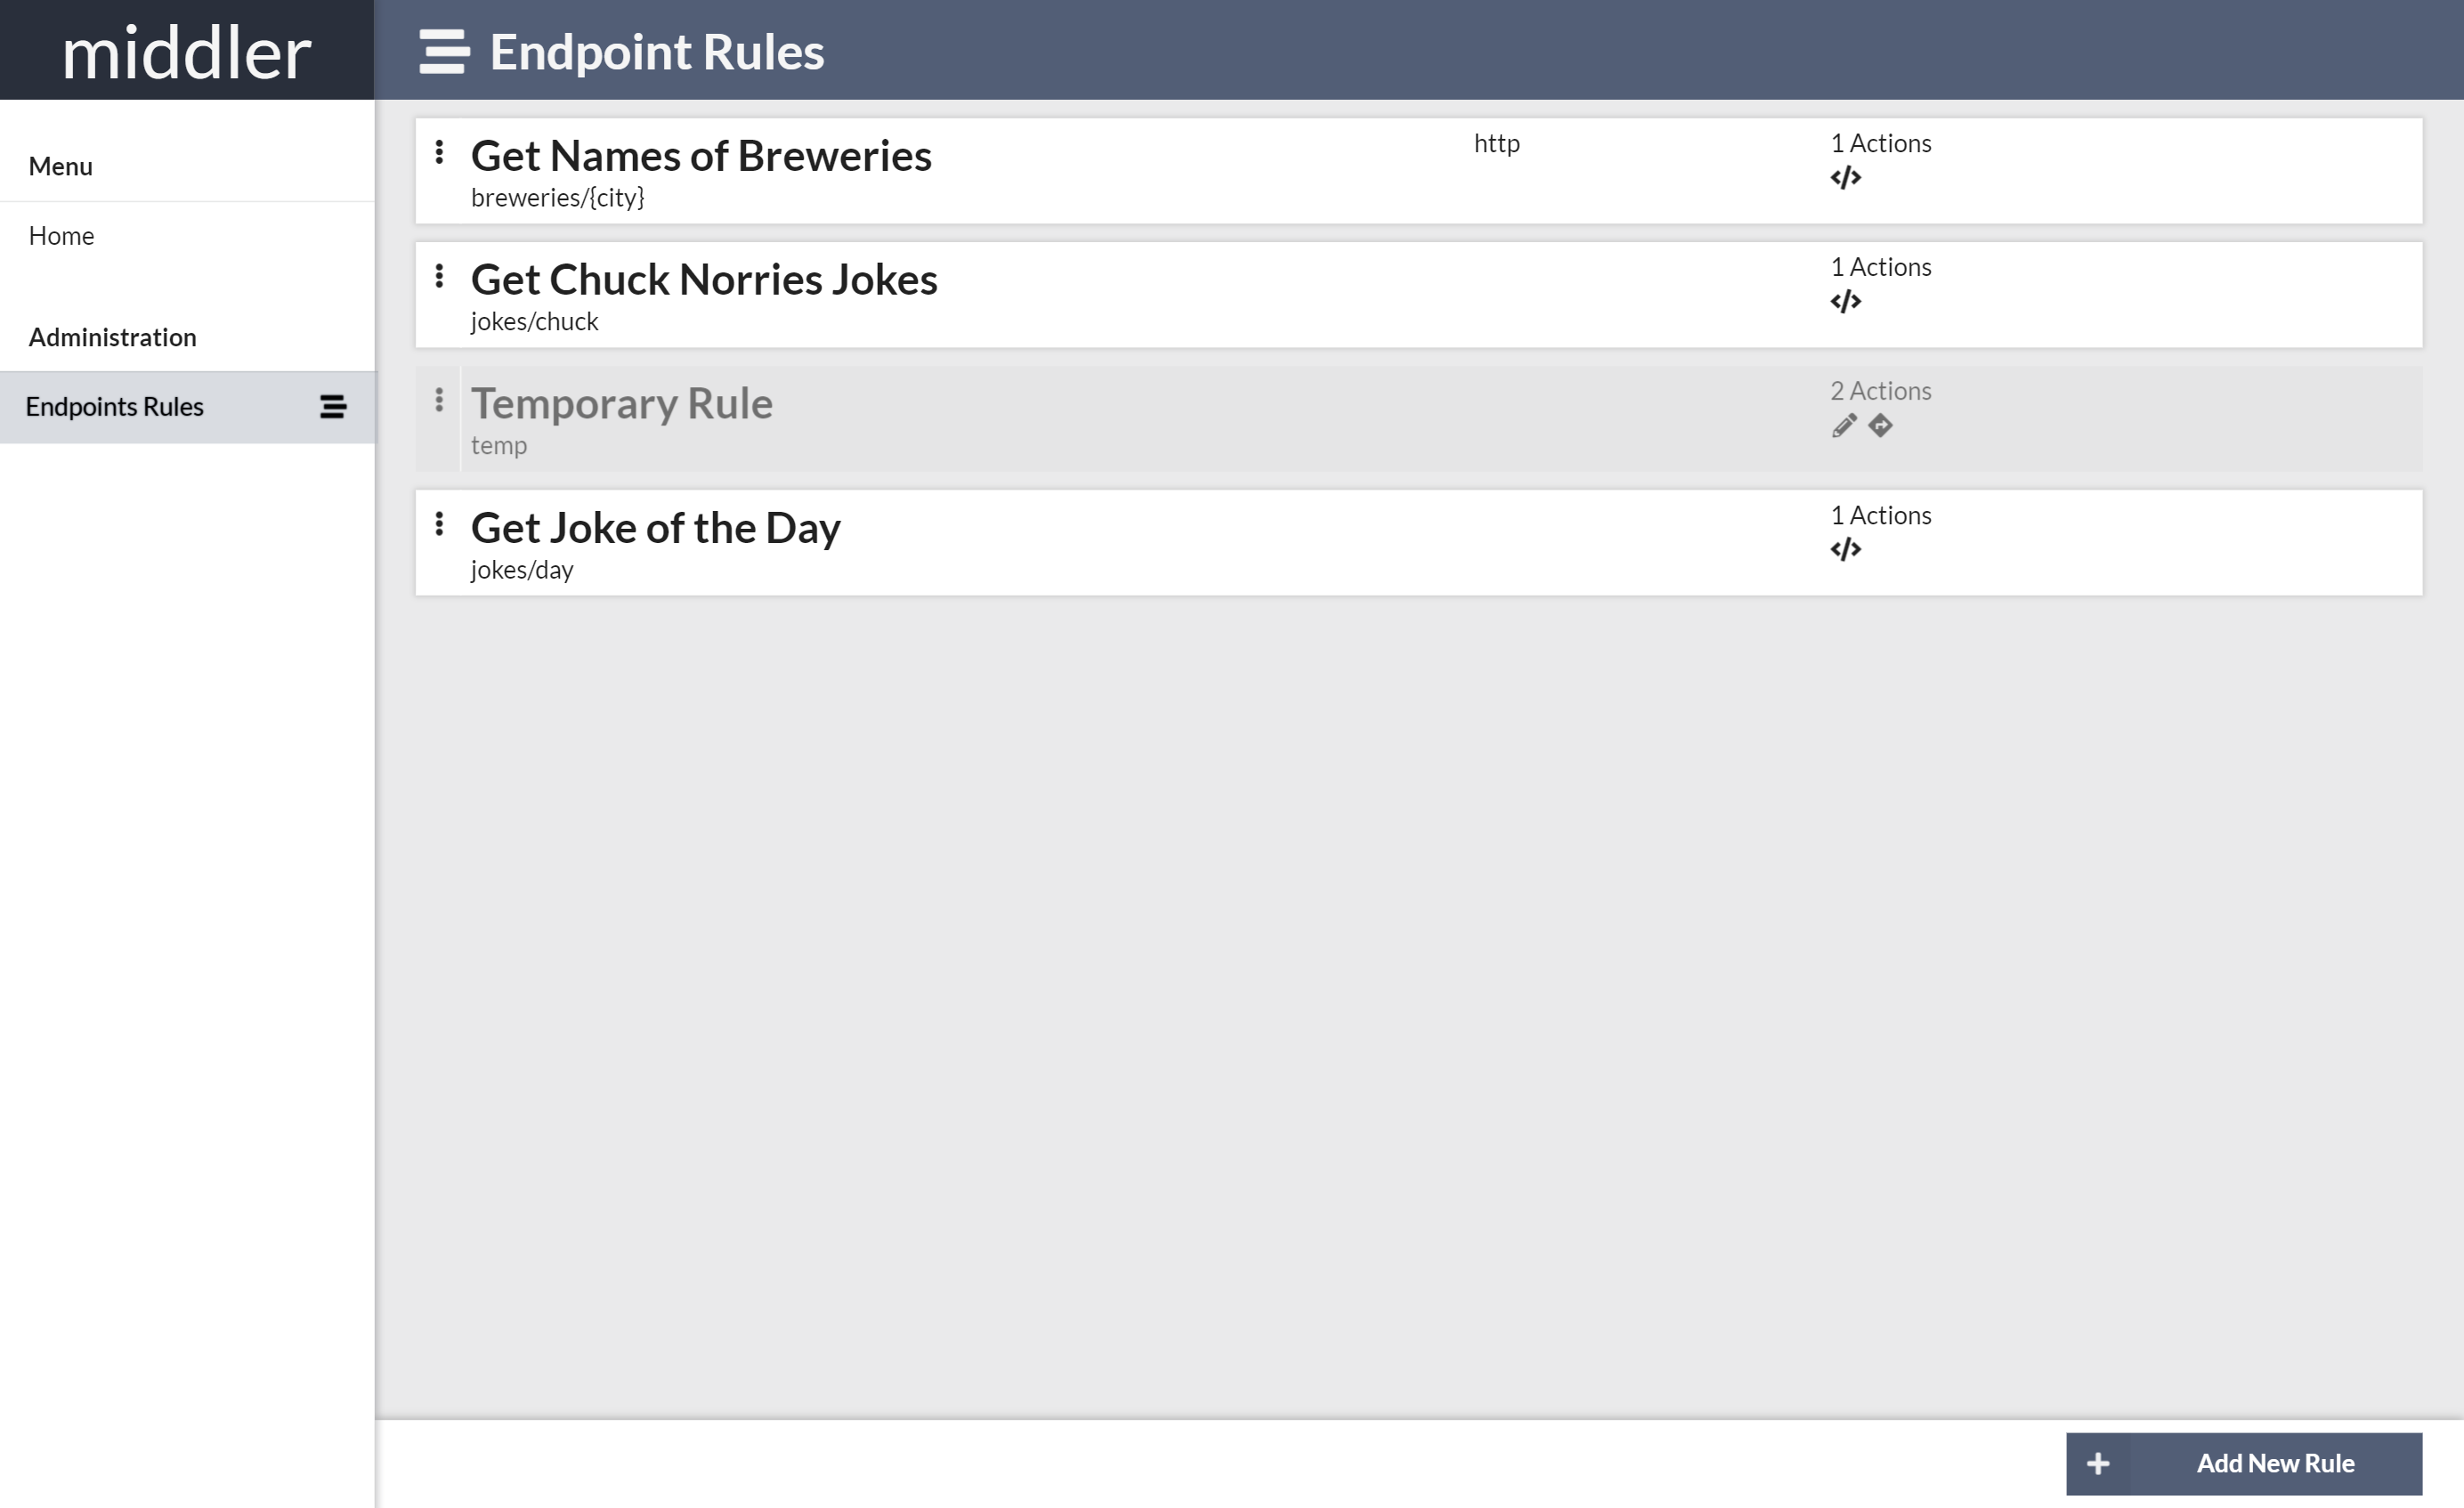 middler
Endpoint Rules
Menu
Home
Administration
Endpoints Rules
Get Names of Breweries
breweries/{city}
http
1 Actions
Get Chuck Norries Jokes
jokes/chuck
1 Actions
Temporary Rule
temp
2 Actions
Get Joke of the Day
jokes/day
1 Actions
Add New Rule